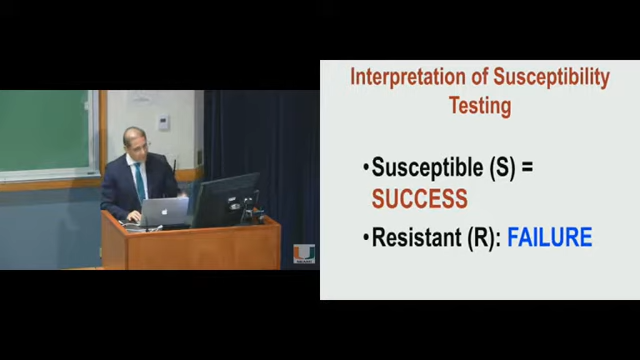 Interpretation of Susceptibility
Testing
•Susceptible (S) =
SUCCESS
•Resistant (R): FAILURE